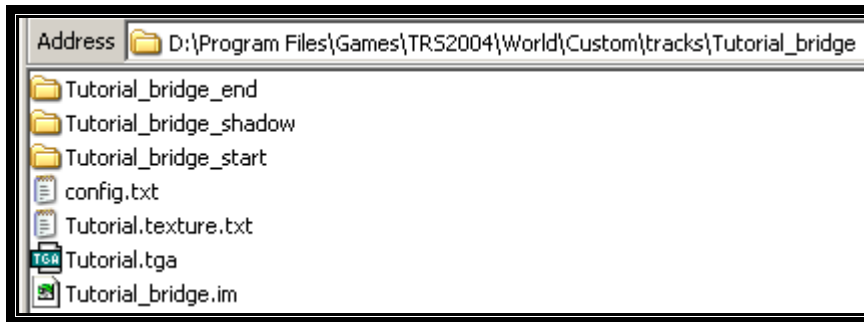 Address D:\Program Files\Games\TRS2004\World\Custom\tracks\Tutorial_bridge
Tutorial_bridge_end
Tutorial_bridge_shadow
Tutorial_bridge_start
config.txt
Tutorial.texture.txt
TGA Tutorial.tga
Tutorial_bridge.im